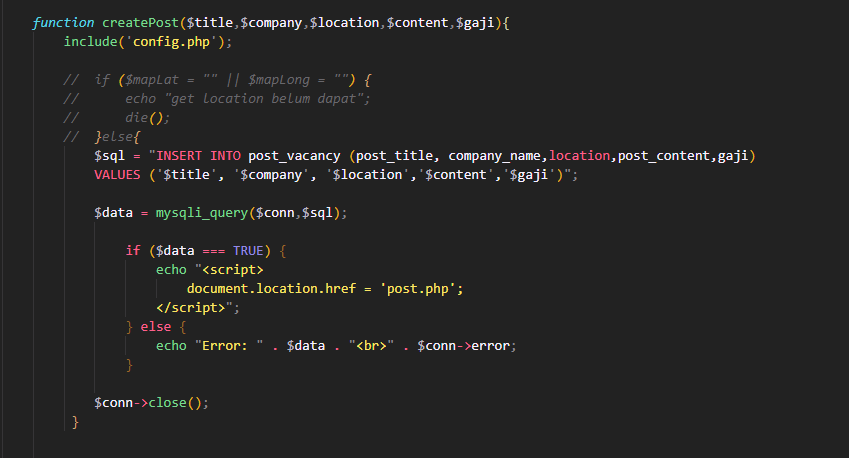 function createPost($title,$company,$location,$content,$gaji){
include('config.php');
// if ($mapLat = "" || $mapLong = "") {
// echo "get location belum dapat";
// die();
// }else{
$sql = "INSERT INTO post_vacancy (post_title, company_name,location,post_content,gaji)
VALUES ('$title', '$company', '$location','$content','$gaji')";
$data = mysqli_query($conn,$sql);
if ($data === TRUE) {
echo "<script>
document.location.href = 'post.php';
</script>";
} else {
echo "Error: " . $data . "<br>" . $conn->error;
}
$conn->close();
}